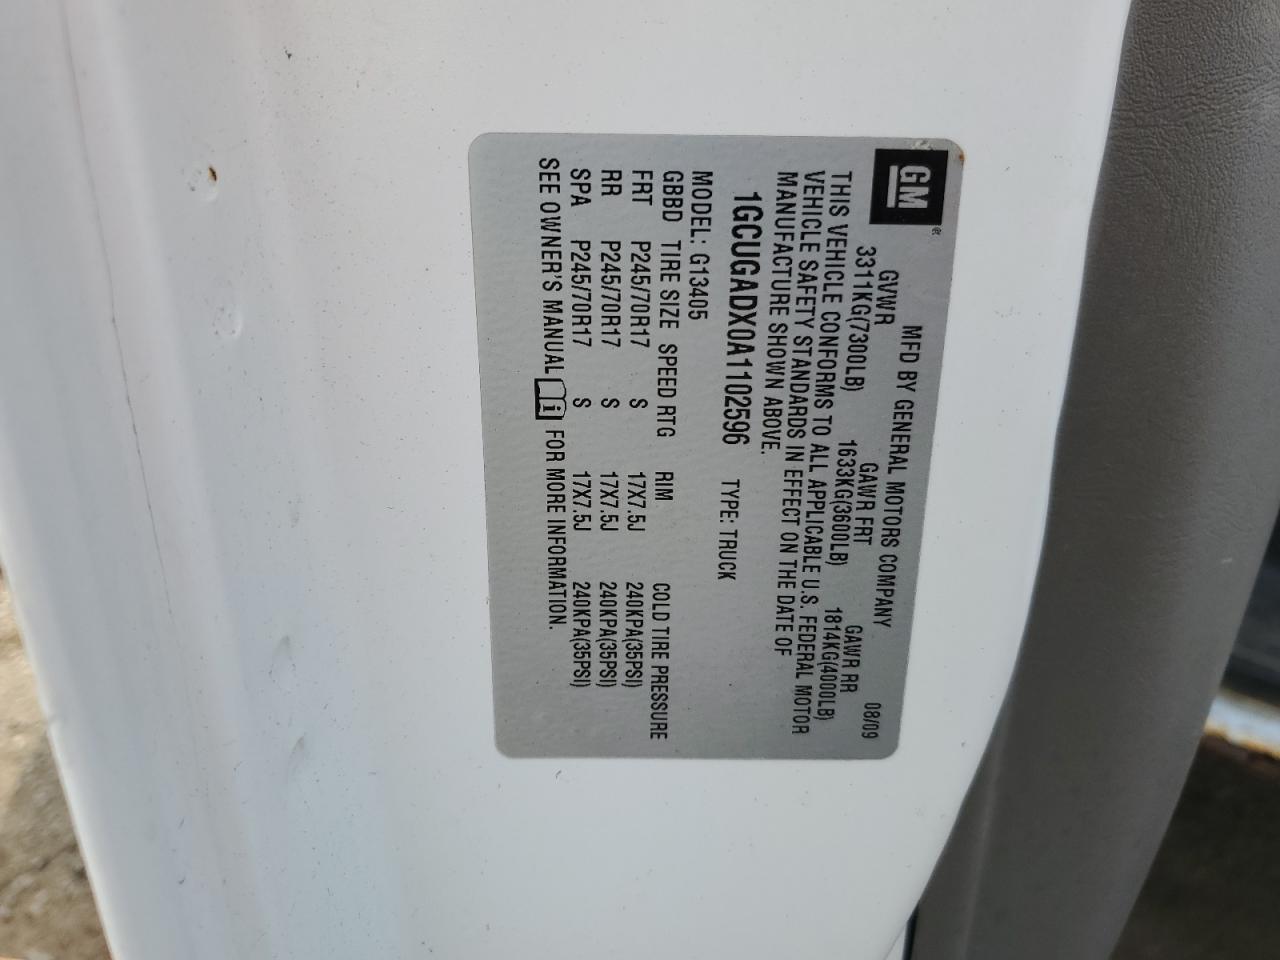 GM
MFD BY GENERAL MOTORS COMPANY
08/09
GVWR GAWR FRT GAWR RR
3311KG(7300LB) 1633KG(3600LB) 1814KG(4000LB)
THIS VEHICLE CONFORMS TO ALL APPLICABLE U.S. FEDERAL MOTOR
VEHICLE SAFETY STANDARDS IN EFFECT ON THE DATE OF
MANUFACTURE SHOWN ABOVE.
1GCUGADX0A1102596 TYPE: TRUCK
MODEL: G13405
GBBD TIRE SIZE SPEED RTG RIM COLD TIRE PRESSURE
FRT P245/70R17 S 17X7.5J 240KPA(35PSI)
RR P245/70R17 S 17X7.5J 240KPA(35PSI)
SPA P245/70R17 S 17X7.5J 240KPA(35PSI)
SEE OWNER'S MANUAL FOR MORE INFORMATION.